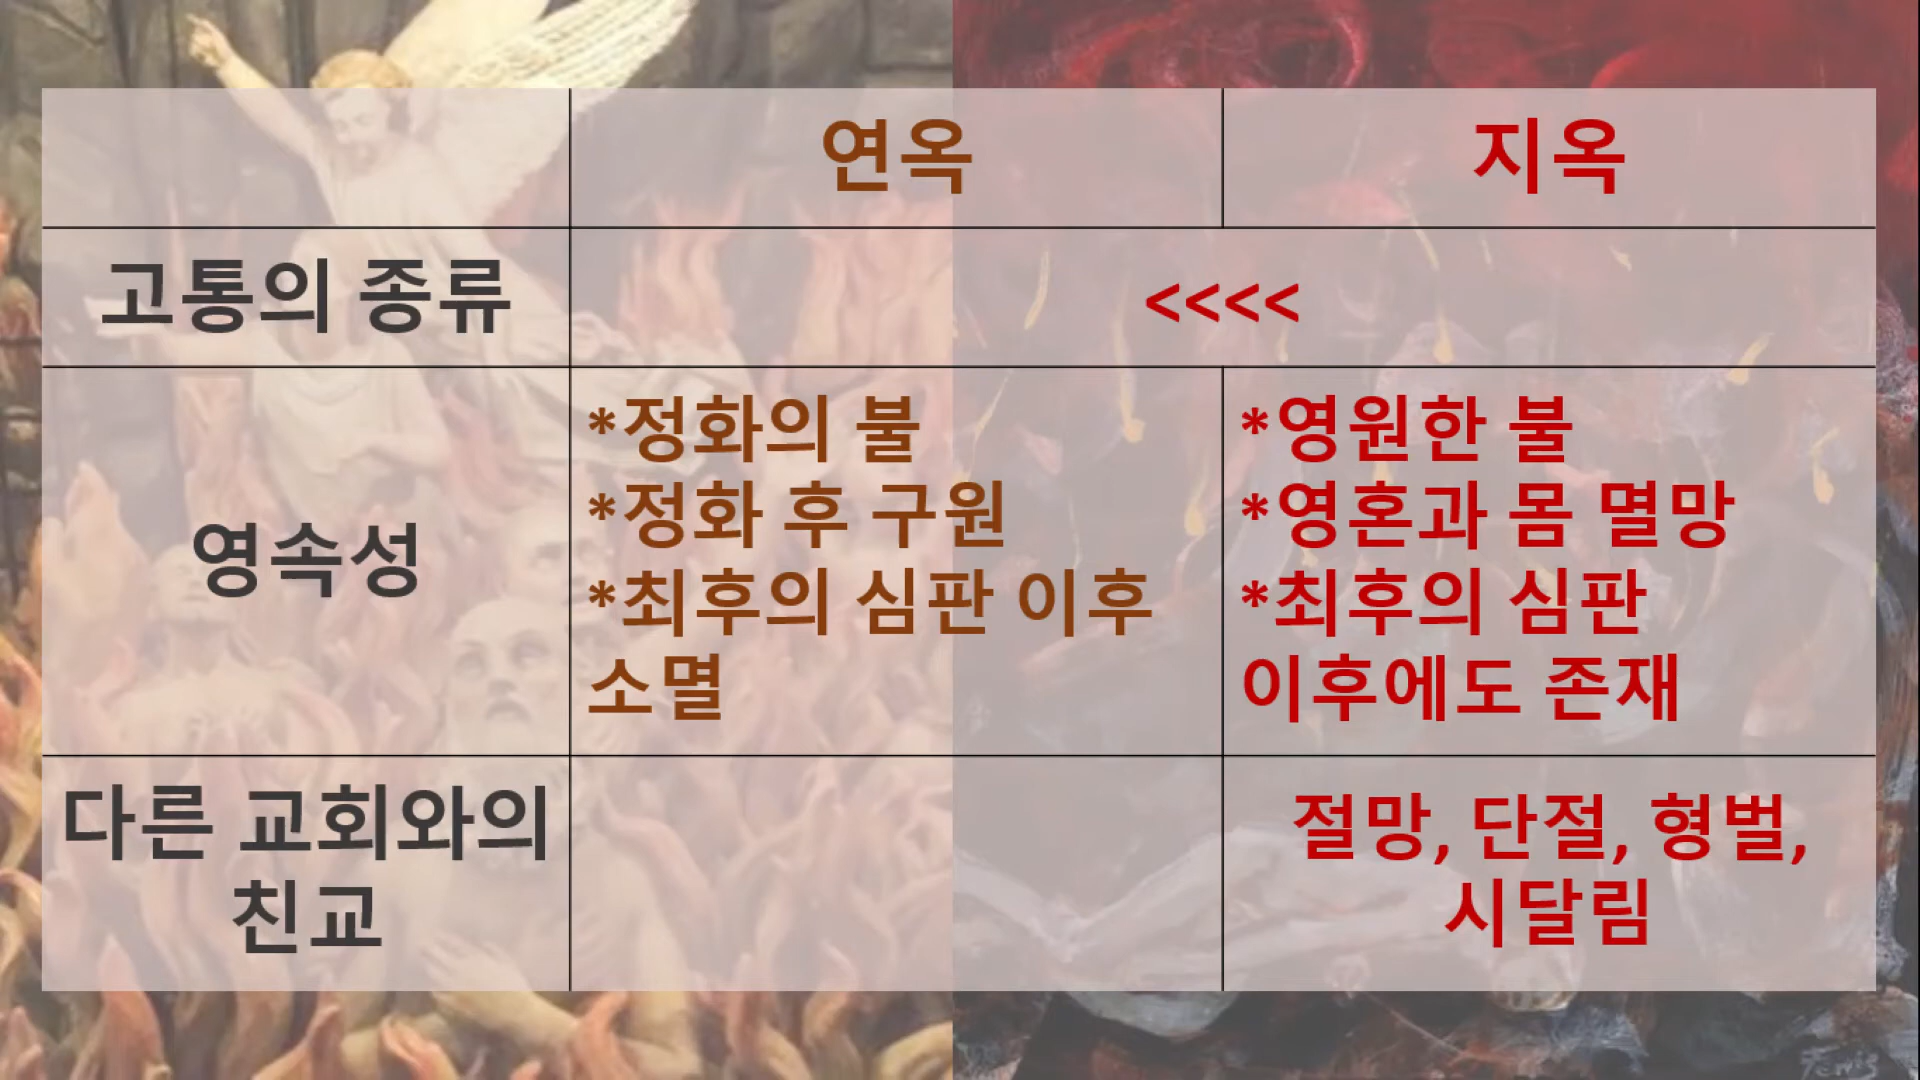 연옥 지옥
고통의 종류 <<<<
영속성
*정화의 불
*정화 후 구원
*최후의 심판 이후
소멸
*영원한 불
*영혼과 몸 멸망
*최후의 심판
이후에도 존재
다른 교회와의
친교
절망, 단절, 형벌,
시달림